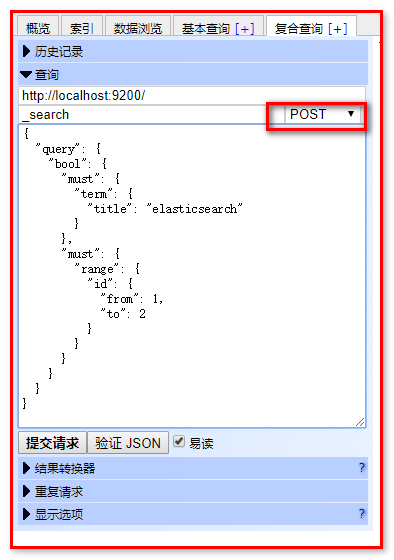 概览 索引 数据浏览 基本查询 [+] 复合查询 [+]
历史记录
查询
http://localhost:9200/
_search POST
{
  "query": {
    "bool": {
      "must": {
        "term": {
          "title": "elasticsearch"
        }
      },
      "must": {
        "range": {
          "id": {
            "from": 1,
            "to": 2
          }
        }
      }
    }
  }
}
提交请求 验证 JSON 易读
结果转换器 ?
重复请求
显示选项 ?